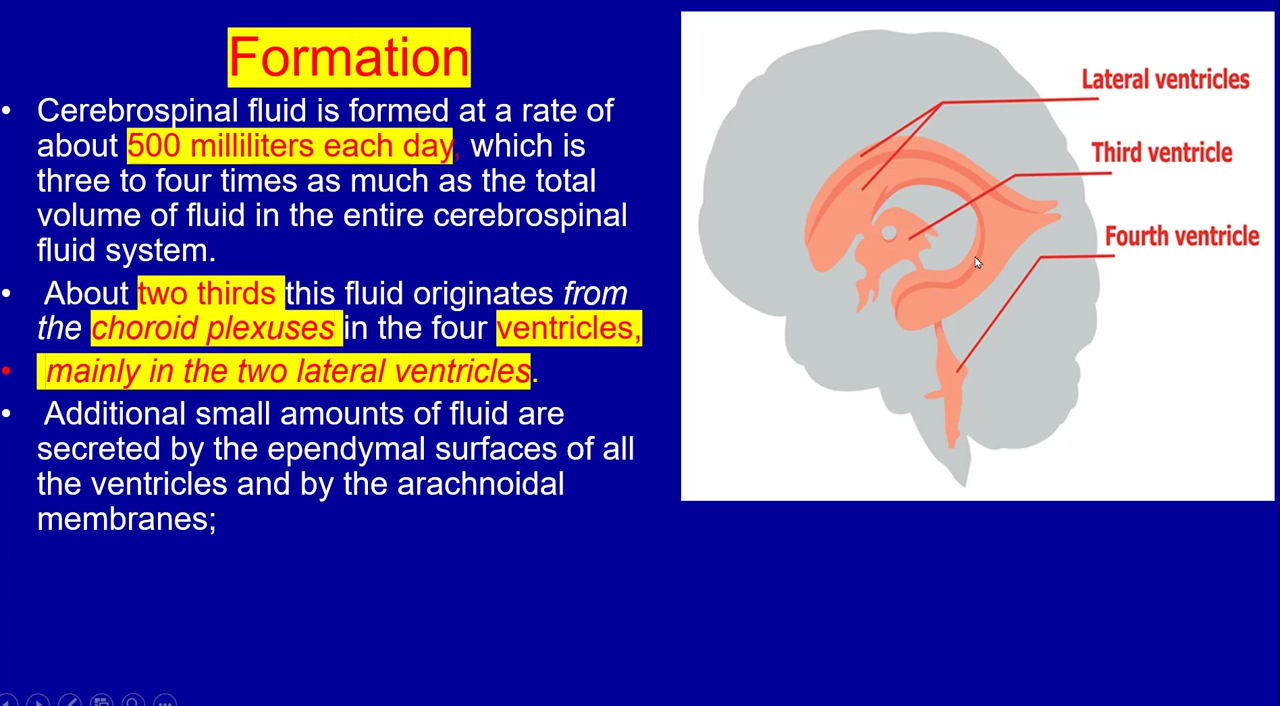 Formation
• Cerebrospinal fluid is formed at a rate of
about 500 milliliters each day, which is
three to four times as much as the total
volume of fluid in the entire cerebrospinal
fluid system.
• About two thirds this fluid originates from
the choroid plexuses in the four ventricles,
• mainly in the two lateral ventricles.
• Additional small amounts of fluid are
secreted by the ependymal surfaces of all
the ventricles and by the arachnoidal
membranes;
Lateral ventricles
Third ventricle
Fourth ventricle